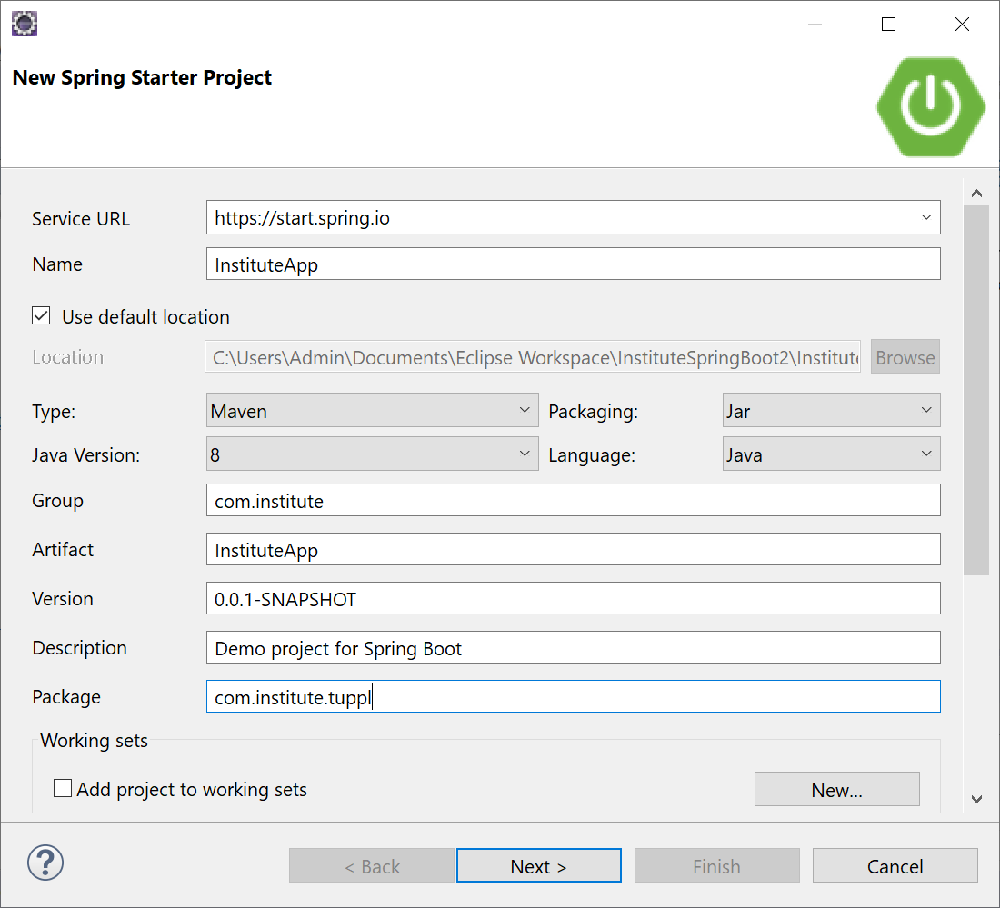 New Spring Starter Project
Service URL https://start.spring.io
Name InstituteApp
Use default location
Location C:\Users\Admin\Documents\Eclipse Workspace\InstituteSpringBoot2\Institute Browse
Type: Maven Packaging: Jar
Java Version: 8 Language: Java
Group com.institute
Artifact InstituteApp
Version 0.0.1-SNAPSHOT
Description Demo project for Spring Boot
Package com.institute.tuppl
Working sets
Add project to working sets New...
? < Back Next > Finish Cancel